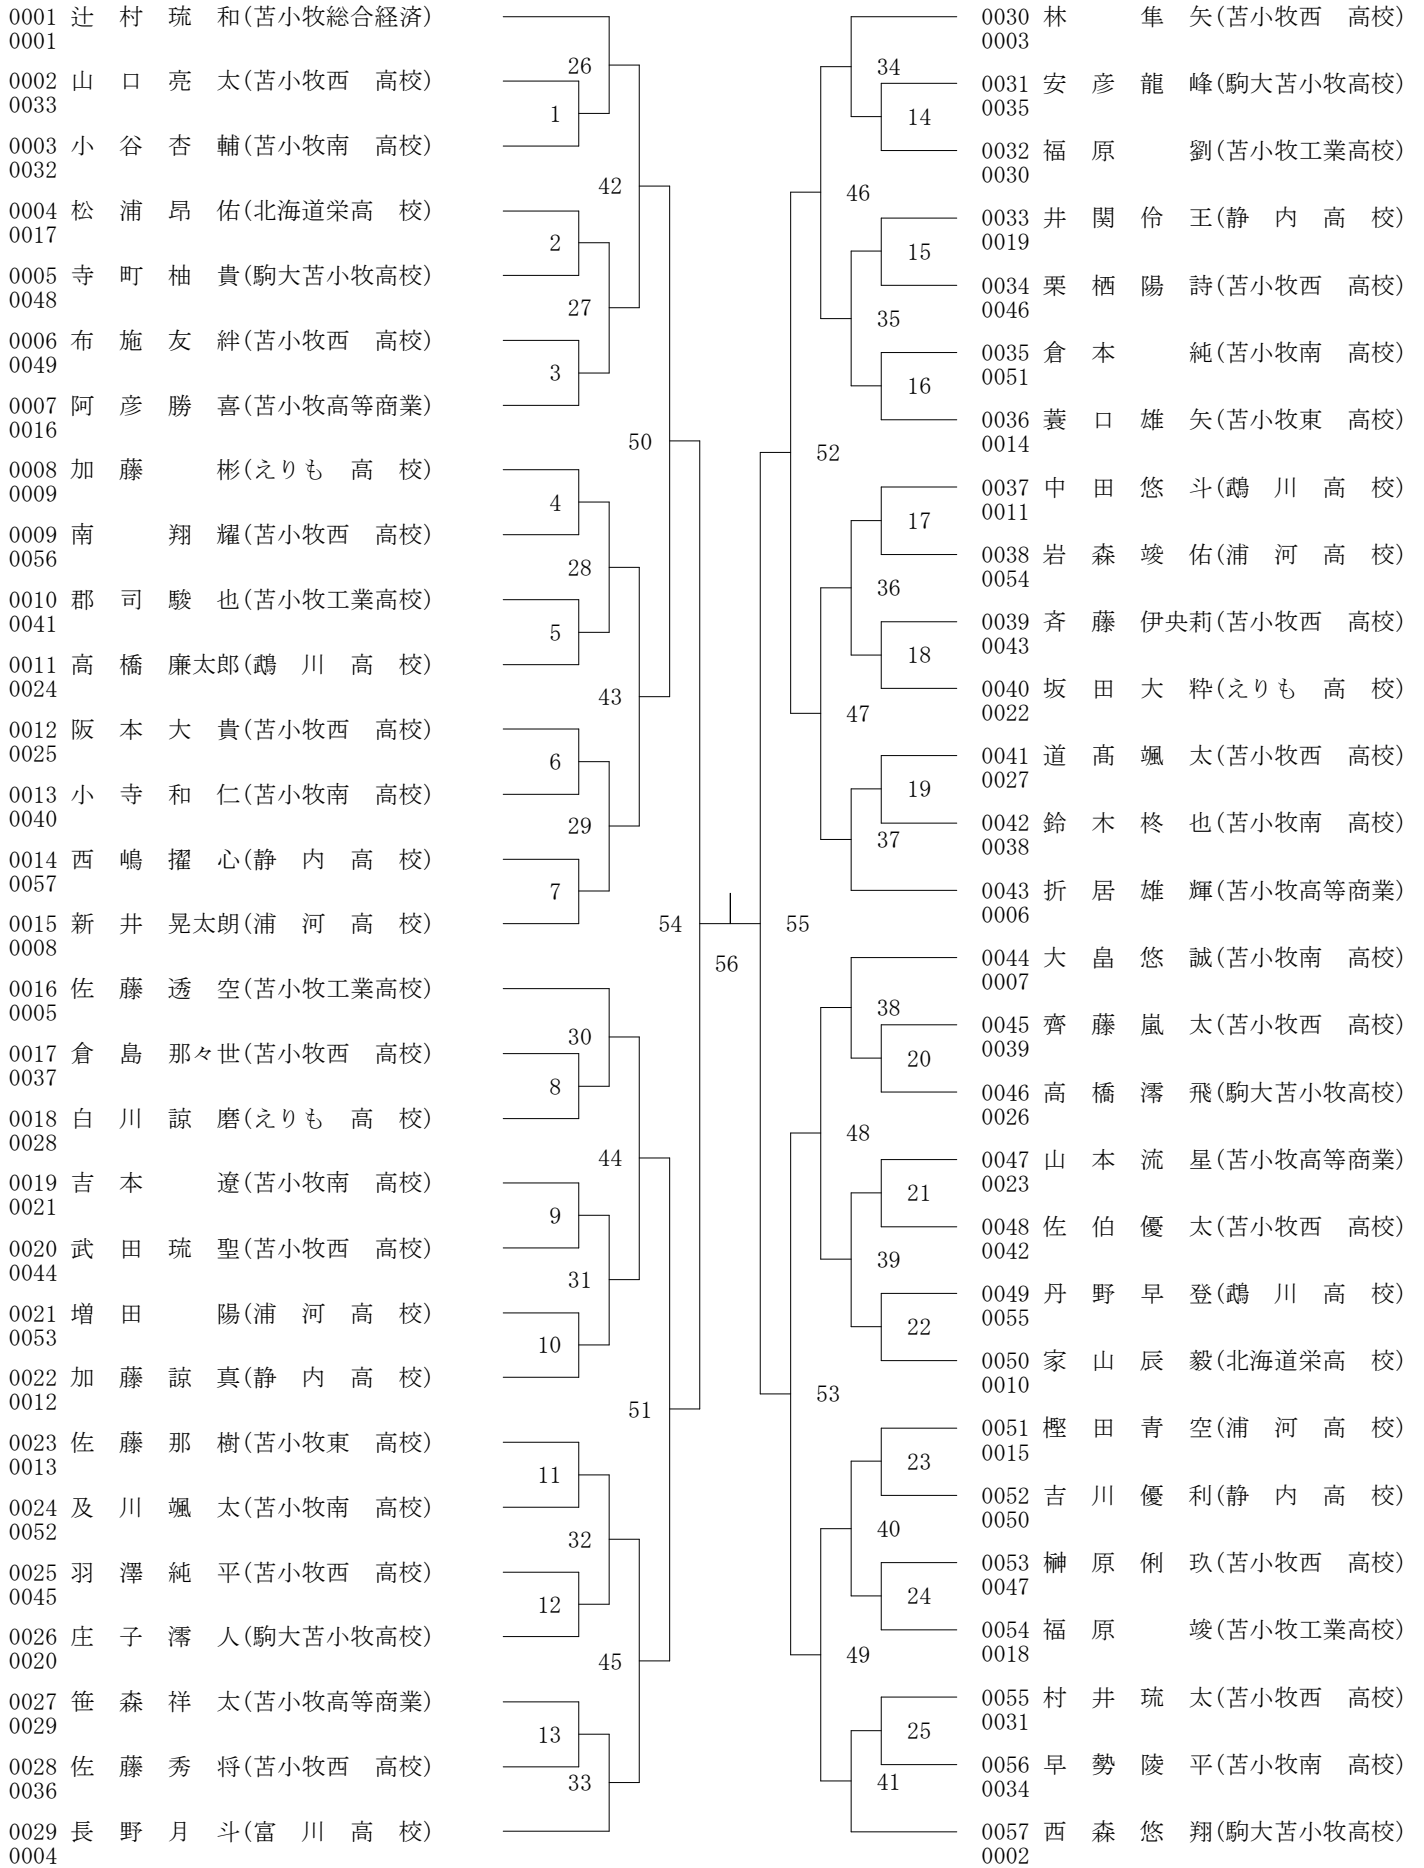 0001 辻　村　琉　和(苫小牧総合経済)
0001
0002 山　口　亮　太(苫小牧西　高校)
0033
0003 小　谷　杏　輔(苫小牧南　高校)
0032
0004 松　浦　昂　佑(北海道栄高　校)
0017
0005 寺　町　柚　貴(駒大苫小牧高校)
0048
0006 布　施　友　絆(苫小牧西　高校)
0049
0007 阿　彦　勝　喜(苫小牧高等商業)
0016
0008 加　藤　　　彬(えりも　高　校)
0009
0009 南　　　翔　耀(苫小牧西　高校)
0056
0010 郡　司　駿　也(苫小牧工業高校)
0041
0011 高　橋　廉太郎(鵡　川　高　校)
0024
0012 阪　本　大　貴(苫小牧西　高校)
0025
0013 小　寺　和　仁(苫小牧南　高校)
0040
0014 西　嶋　擢　心(静　内　高　校)
0057
0015 新　井　晃太朗(浦　河　高　校)
0008
0016 佐　藤　透　空(苫小牧工業高校)
0005
0017 倉　島　那々世(苫小牧西　高校)
0037
0018 白　川　諒　磨(えりも　高　校)
0028
0019 吉　本　　　遼(苫小牧南　高校)
0021
0020 武　田　琉　聖(苫小牧西　高校)
0044
0021 増　田　　　陽(浦　河　高　校)
0053
0022 加　藤　諒　真(静　内　高　校)
0012
0023 佐　藤　那　樹(苫小牧東　高校)
0013
0024 及　川　颯　太(苫小牧南　高校)
0052
0025 羽　澤　純　平(苫小牧西　高校)
0045
0026 庄　子　澪　人(駒大苫小牧高校)
0020
0027 笹　森　祥　太(苫小牧高等商業)
0029
0028 佐　藤　秀　将(苫小牧西　高校)
0036
0029 長　野　月　斗(富　川　高　校)
0004
26
1
42
2
27
3
50
4
28
5
43
6
29
7
54
30
8
44
9
31
10
51
11
32
12
45
13
33
56
55
34
14
46
15
35
16
52
17
36
18
47
19
37
38
20
48
21
39
22
53
23
40
24
49
25
41
0030 林　　　隼　矢(苫小牧西　高校)
0003
0031 安　彦　龍　峰(駒大苫小牧高校)
0035
0032 福　原　　　劉(苫小牧工業高校)
0030
0033 井　関　伶　王(静　内　高　校)
0019
0034 栗　栖　陽　詩(苫小牧西　高校)
0046
0035 倉　本　　　純(苫小牧南　高校)
0051
0036 蓑　口　雄　矢(苫小牧東　高校)
0014
0037 中　田　悠　斗(鵡　川　高　校)
0011
0038 岩　森　竣　佑(浦　河　高　校)
0054
0039 斉　藤　伊央莉(苫小牧西　高校)
0043
0040 坂　田　大　粋(えりも　高　校)
0022
0041 道　髙　颯　太(苫小牧西　高校)
0027
0042 鈴　木　柊　也(苫小牧南　高校)
0038
0043 折　居　雄　輝(苫小牧高等商業)
0006
0044 大　畠　悠　誠(苫小牧南　高校)
0007
0045 齊　藤　嵐　太(苫小牧西　高校)
0039
0046 高　橋　澪　飛(駒大苫小牧高校)
0026
0047 山　本　流　星(苫小牧高等商業)
0023
0048 佐　伯　優　太(苫小牧西　高校)
0042
0049 丹　野　早　登(鵡　川　高　校)
0055
0050 家　山　辰　毅(北海道栄高　校)
0010
0051 樫　田　青　空(浦　河　高　校)
0015
0052 吉　川　優　利(静　内　高　校)
0050
0053 榊　原　俐　玖(苫小牧西　高校)
0047
0054 福　原　　　竣(苫小牧工業高校)
0018
0055 村　井　琉　太(苫小牧西　高校)
0031
0056 早　勢　陵　平(苫小牧南　高校)
0034
0057 西　森　悠　翔(駒大苫小牧高校)
0002